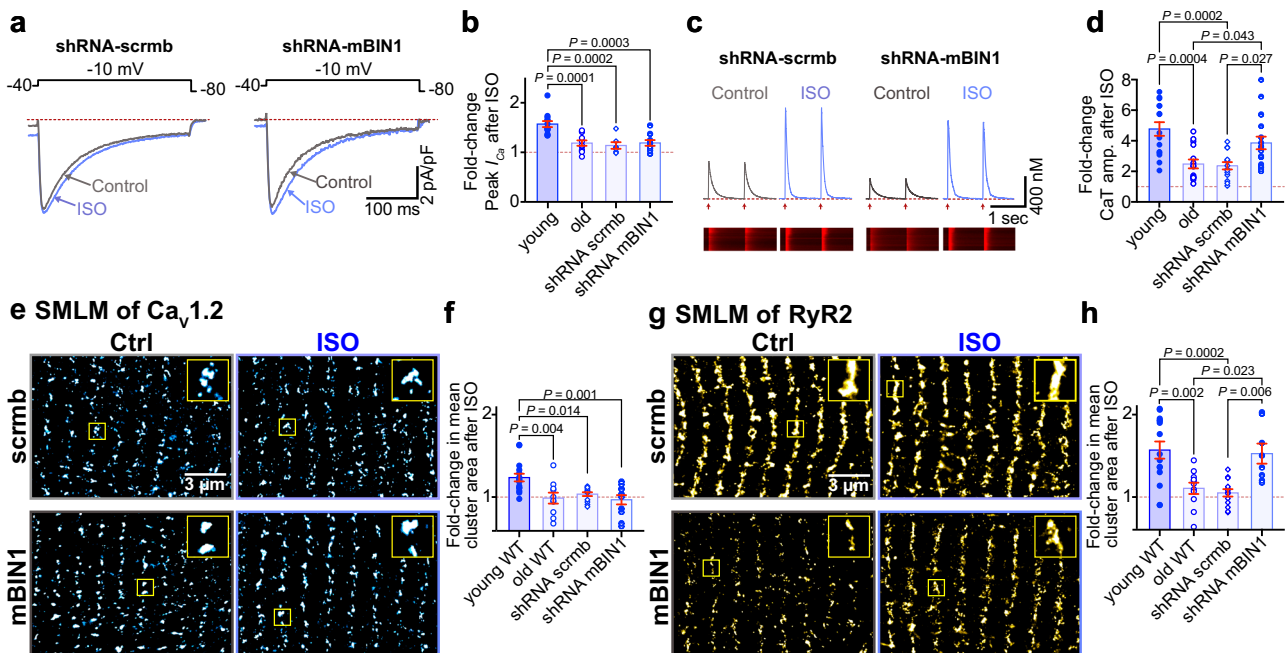 a
shRNA-scrmb
-10 mV
-40
-80
Control
ISO
shRNA-mBIN1
-10 mV
-40
-80
Control
ISO
2 pA/pF
100 ms
b
P = 0.0003
P = 0.0002
P = 0.0001
Fold-change
Peak ICa after ISO
2
1
0
young
old
shRNA scrmb
shRNA mBIN1
c
shRNA-scrmb
shRNA-mBIN1
Control
ISO
Control
ISO
400 nM
1 sec
d
P = 0.0002
P = 0.043
P = 0.0004
P = 0.027
Fold-change
CaT amp. after ISO
8
6
4
2
0
young
old
shRNA scrmb
shRNA mBIN1
e SMLM of CaV1.2
Ctrl
ISO
scrmb
3 µm
mBIN1
f
P = 0.001
P = 0.014
P = 0.004
Fold-change in mean
cluster area after ISO
2
1
young WT
old WT
shRNA scrmb
shRNA mBIN1
g SMLM of RyR2
Ctrl
ISO
scrmb
3 µm
mBIN1
h
P = 0.0002
P = 0.023
P = 0.002
P = 0.006
Fold-change in mean
cluster area after ISO
2
1
young WT
old WT
shRNA scrmb
shRNA mBIN1